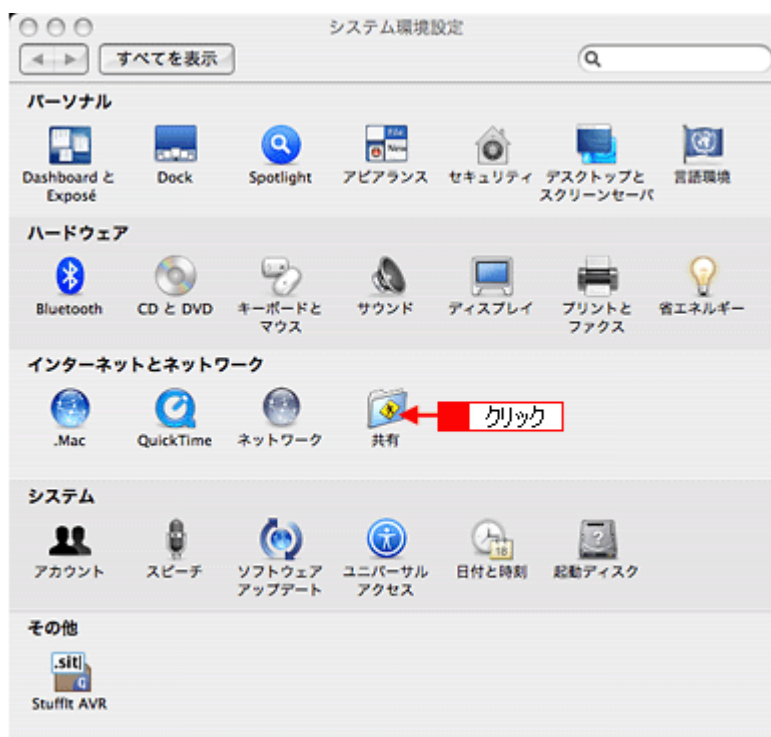 システム環境設定
すべてを表示
パーソナル
Dashboard と Exposé
Dock
Spotlight
File
New
アピアランス
セキュリティ
デスクトップと スクリーンセーバ
言語環境
ハードウェア
Bluetooth
CD と DVD
キーボードと マウス
サウンド
ディスプレイ
プリントと ファクス
省エネルギー
インターネットとネットワーク
.Mac
QuickTime
ネットワーク
共有
クリック
システム
アカウント
スピーチ
ソフトウェア アップデート
ユニバーサル アクセス
18
日付と時刻
?
起動ディスク
その他
.sit
StuffIt AVR